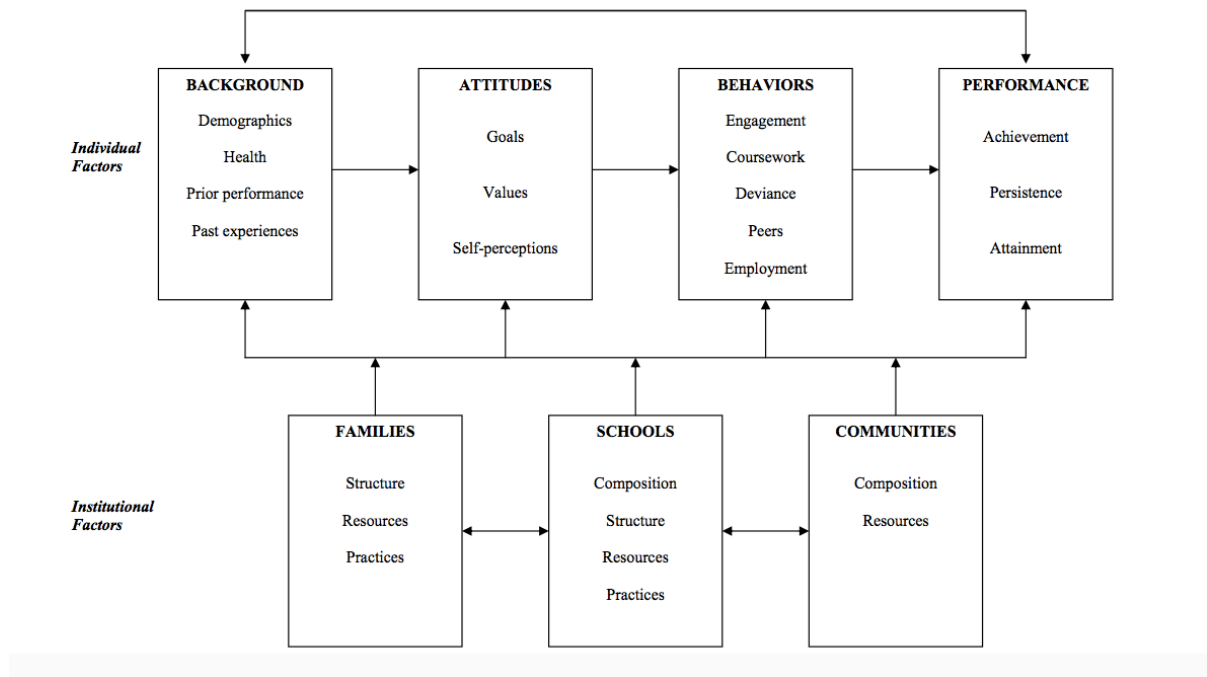 BACKGROUND
Demographics
Health
Prior performance
Past experiences
ATTITUDES
Goals
Values
Self-perceptions
BEHAVIORS
Engagement
Coursework
Deviance
Peers
Employment
PERFORMANCE
Achievement
Persistence
Attainment
Individual
Factors
FAMILIES
Structure
Resources
Practices
SCHOOLS
Composition
Structure
Resources
Practices
COMMUNITIES
Composition
Resources
Institutional
Factors